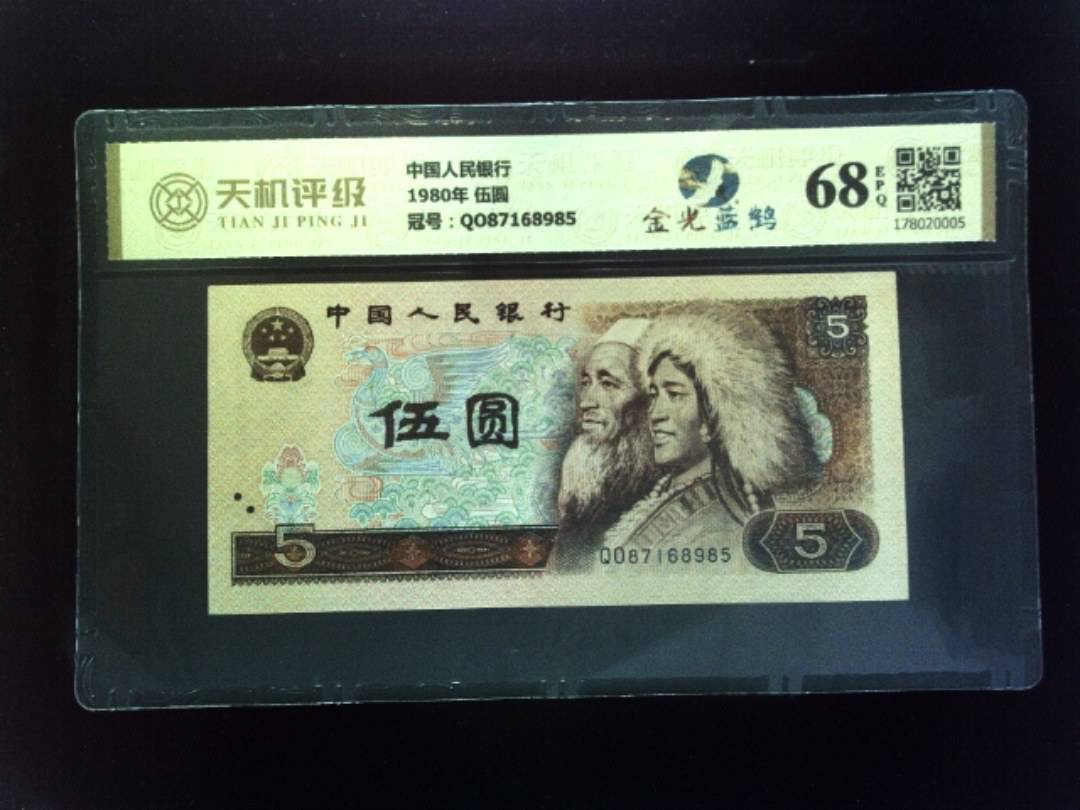 天机评级
TIAN JI PING JI
中国人民银行
1980年 伍圆
冠号：QO87168985
金光蓝鹤
68
EPQ
178020005
中国人民银行
5
伍圆
5
QO87168985
5